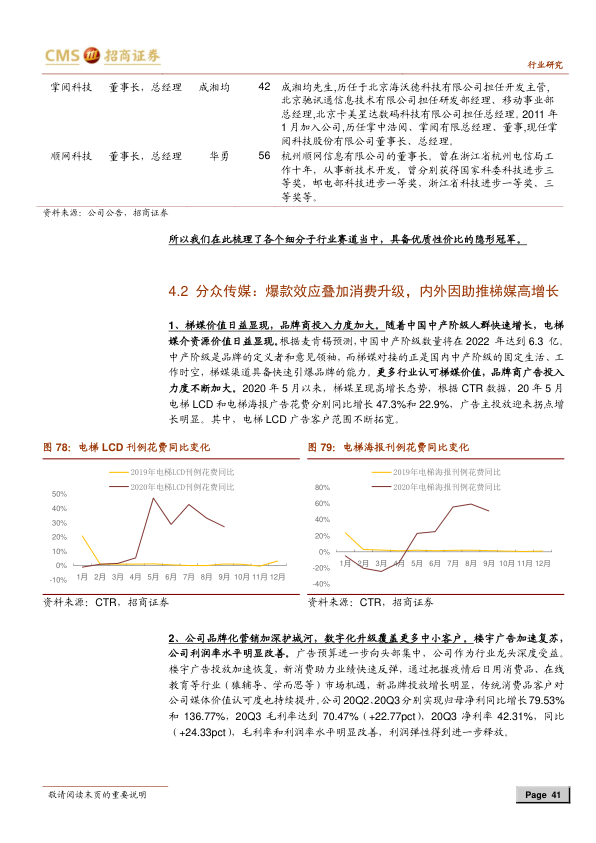 CMS 招商证券
行业研究
掌阅科技 董事长，总经理 成湘均 42 成湘均先生,历任于北京海沃德科技有限公司担任开发主管,
北京驰讯通信息技术有限公司担任研发部经理、移动事业部
总经理,北京卡美星达数码科技有限公司担任总经理。2011 年
1 月加入公司,历任掌中浩阅、掌阅有限总经理、董事,现任掌
阅科技股份有限公司董事长、总经理。
顺网科技 董事长，总经理 华勇 56 杭州顺网信息有限公司的董事长。曾在浙江省杭州电信局工
作十年，从事新技术开发，曾分别获得国家科委科技进步三
等奖，邮电部科技进步一等奖，浙江省科技进步一等奖、三
等奖等。
资料来源：公司公告，招商证券
所以我们在此梳理了各个细分子行业赛道当中，具备优质性价比的隐形冠军。
4.2 分众传媒：爆款效应叠加消费升级，内外因助推梯媒高增长
1、梯媒价值日益显现，品牌商投入力度加大。随着中国中产阶级人群快速增长，电梯
媒介资源价值日益显现。根据麦肯锡预测,中国中产阶级数量将在 2022 年达到 6.3 亿。
中产阶级是品牌的定义者和意见领袖，而梯媒对接的正是国内中产阶级的固定生活、工
作时空，梯媒渠道具备快速引爆品牌的能力。更多行业认可梯媒价值，品牌商广告投入
力度不断加大。2020 年 5 月以来，梯媒呈现高增长态势，根据 CTR 数据，20 年 5 月
电梯 LCD 和电梯海报广告花费分别同比增长 47.3%和 22.9%，广告主投放迎来拐点增
长明显。其中，电梯 LCD 广告客户范围不断拓宽。
图 78：电梯 LCD 刊例花费同比变化
2019年电梯LCD刊例花费同比
2020年电梯LCD刊例花费同比
50%
40%
30%
20%
10%
0%
-10%
1月 2月 3月 4月 5月 6月 7月 8月 9月 10月 11月 12月
资料来源：CTR，招商证券
图 79：电梯海报刊例花费同比变化
2019年电梯海报刊例花费同比
2020年电梯海报刊例花费同比
80%
60%
40%
20%
0%
-20%
-40%
1月 2月 3月 4月 5月 6月 7月 8月 9月 10月 11月 12月
资料来源：CTR，招商证券
2、公司品牌化营销加深护城河，数字化升级覆盖更多中小客户。楼宇广告加速复苏，
公司利润率水平明显改善。广告预算进一步向头部集中，公司作为行业龙头深度受益。
楼宇广告投放加速恢复，新消费助力业绩快速反弹，通过把握疫情后日用消费品、在线
教育等行业（猿辅导、学而思等）市场机遇，新品牌投放增长明显，传统消费品客户对
公司媒体价值认可度也持续提升。公司 20Q2、20Q3分别实现归母净利同比增长79.53%
和 136.77%，20Q3 毛利率达到 70.47%（+22.77pct），20Q3 净利率 42.31%，同比
（+24.33pct），毛利率和利润率水平明显改善，利润弹性得到进一步释放。
敬请阅读末页的重要说明
Page 41